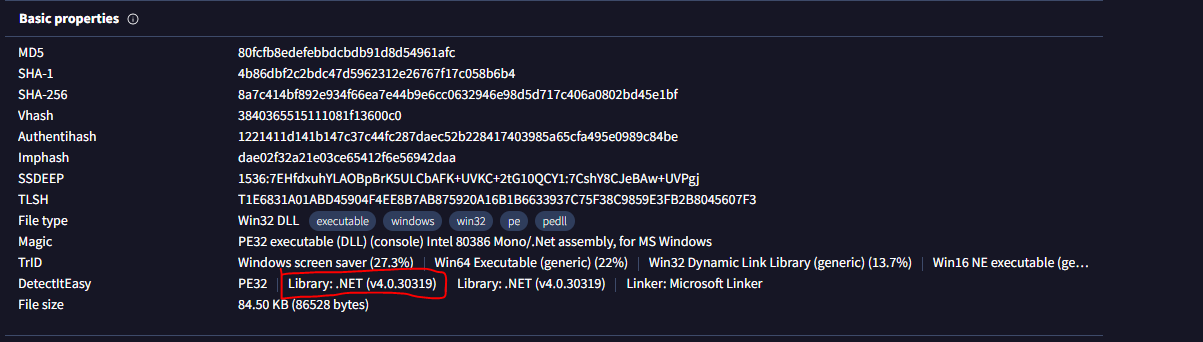 Basic properties
MD5 80fcfb8edefebbdcbdb91d8d54961afc
SHA-1 4b86dbf2c2bdc47d5962312e26767f17c058b6b4
SHA-256 8a7c414bf892e934f66ea7e44b9e6cc0632946e98d5d717c406a0802bd45e1bf
Vhash 3840365515111081f13600c0
Authentihash 1221411d141b147c37c44fc287daec52b228417403985a65cfa495e0989c84be
Imphash dae02f32a21e03ce65412f6e56942daa
SSDEEP 1536:7EHfdxuhYLAOBpBrK5ULCbAFK+UVKC+2tG10QCY1:7CshY8CJeBAw+UVPgj
TLSH T1E6831A01ABD45904F4EE8B7AB875920A16B1B6633937C75F38C9859E3FB2B8045607F3
File type Win32 DLL executable windows win32 pe pedll
Magic PE32 executable (DLL) (console) Intel 80386 Mono/.Net assembly, for MS Windows
TrID Windows screen saver (27.3%) Win64 Executable (generic) (22%) Win32 Dynamic Link Library (generic) (13.7%) Win16 NE executable (ge…
DetectItEasy PE32 Library: .NET (v4.0.30319) Library: .NET (v4.0.30319) Linker: Microsoft Linker
File size 84.50 KB (86528 bytes)